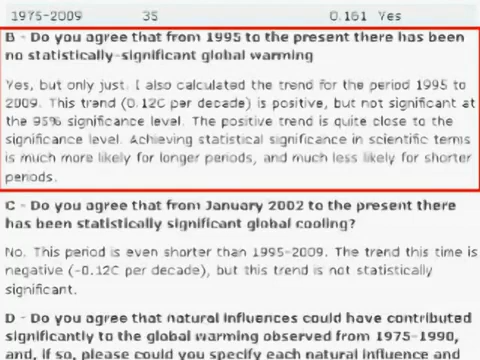 1975-2009 35 0.161 Yes
B - Do you agree that from 1995 to the present there has been
no statistically-significant global warming
Yes, but only just. I also calculated the trend for the period 1995 to
2009. This trend (0.12C per decade) is positive, but not significant at
the 95% significance level. The positive trend is quite close to the
significance level. Achieving statistical significance in scientific terms
is much more likely for longer periods, and much less likely for shorter
periods.
C - Do you agree that from January 2002 to the present there
has been statistically significant global cooling?
No. This period is even shorter than 1995-2009. The trend this time is
negative (-0.12C per decade), but this trend is not statistically
significant.
D - Do you agree that natural influences could have contributed
significantly to the global warming observed from 1975-1990,
and, if so, please could you specify each natural influence and